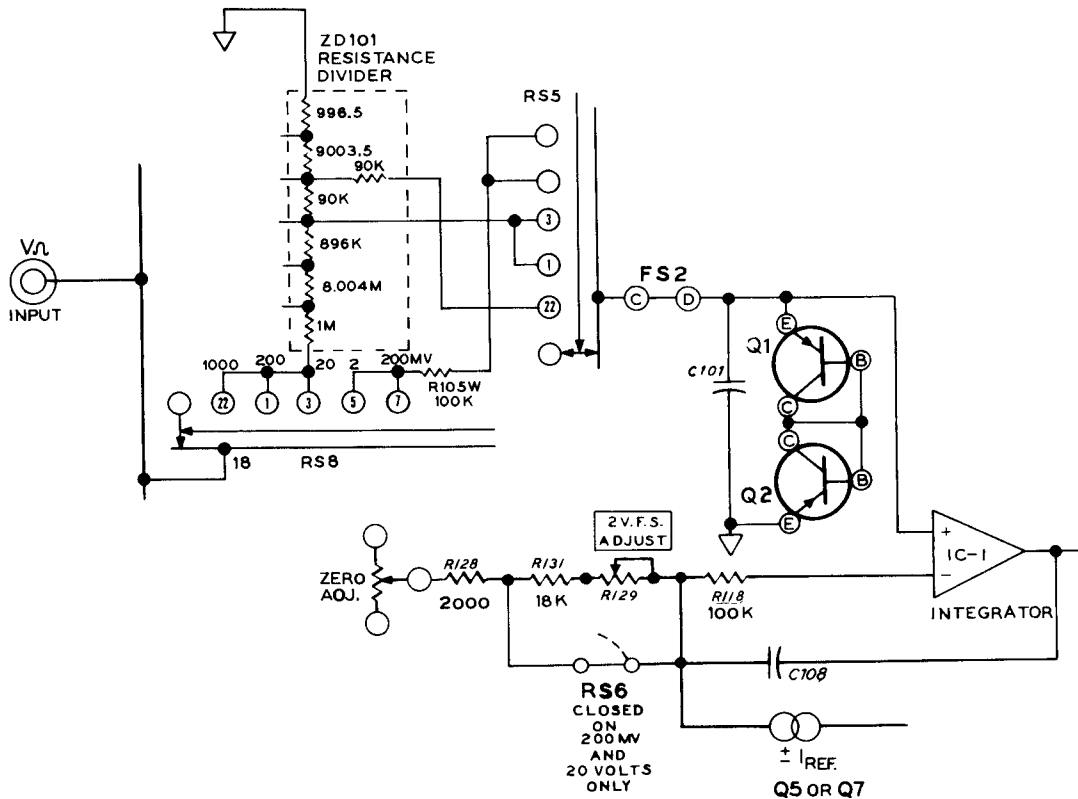 ZD101
RESISTANCE
DIVIDER
996.5
9003.5
90K
90K
896K
8.004M
1M
RS5
3
1
22
VΩ
INPUT
1000
200
20
2
200MV
R105W
100K
22
1
3
5
7
18
RS8
FS2
C
D
C101
Q1
E
B
C
C
Q2
B
E
2 V.F.S.
ADJUST
ZERO
ADJ.
R128
2000
R131
18K
R129
R118
100K
+
IC-1
−
INTEGRATOR
C108
RS6
CLOSED
ON
200MV
AND
20 VOLTS
ONLY
± IREF.
Q5 OR Q7